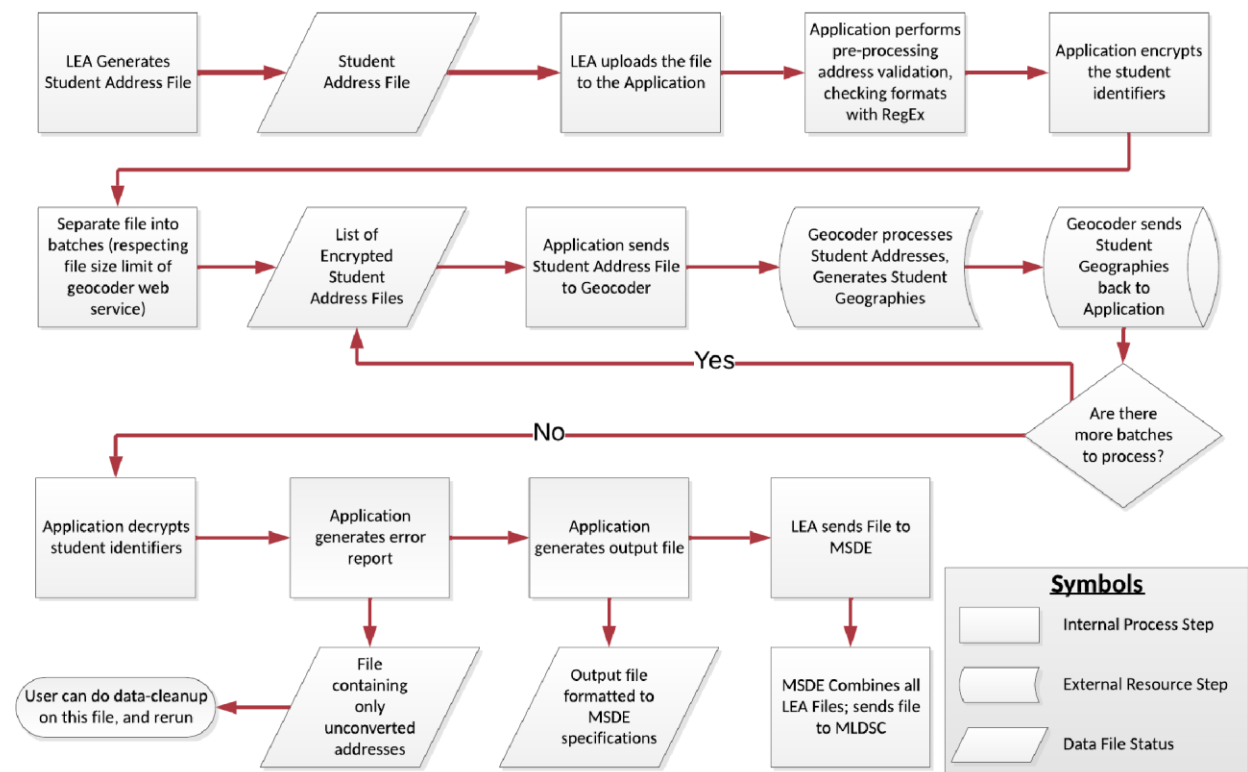 LEA Generates
Student Address File
Student
Address File
LEA uploads the file
to the Application
Application performs
pre-processing
address validation,
checking formats
with RegEx
Application encrypts
the student
identifiers
Separate file into
batches (respecting
file size limit of
geocoder web
service)
List of
Encrypted
Student
Address Files
Application sends
Student Address File
to Geocoder
Geocoder processes
Student Addresses,
Generates Student
Geographies
Geocoder sends
Student
Geographies
back to
Application
Yes
Are there
more batches
to process?
No
Application decrypts
student identifiers
Application
generates error
report
Application
generates output file
LEA sends File to
MSDE
User can do data-cleanup
on this file, and rerun
File
containing
only
unconverted
addresses
Output file
formatted to
MSDE
specifications
MSDE Combines all
LEA Files; sends
file to MLDSC
Symbols
Internal Process Step
External Resource Step
Data File Status